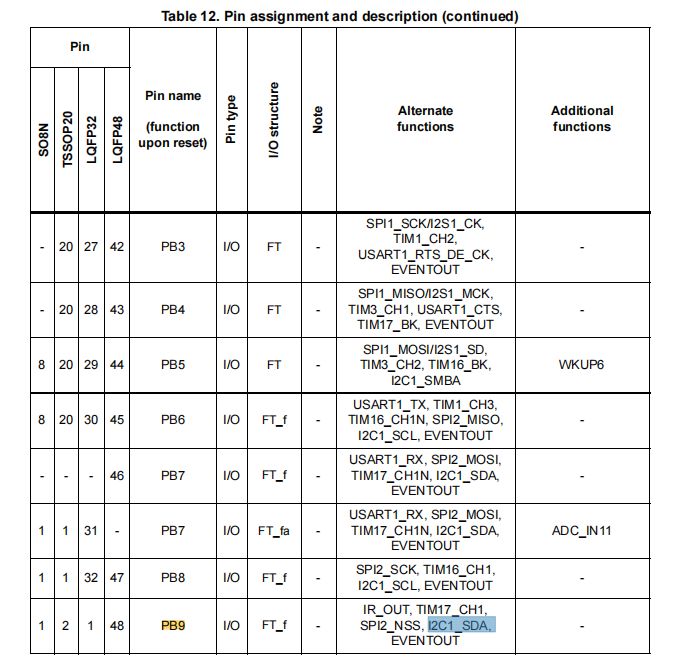 Table 12. Pin assignment and description (continued)
Pin
SO8N
TSSOP20
LQFP32
LQFP48
Pin name
(function
upon reset)
Pin type
I/O structure
Note
Alternate
functions
Additional
functions
- 20 27 42 PB3 I/O FT -
SPI1_SCK/I2S1_CK,
TIM1_CH2,
USART1_RTS_DE_CK,
EVENTOUT
-
- 20 28 43 PB4 I/O FT -
SPI1_MISO/I2S1_MCK,
TIM3_CH1, USART1_CTS,
TIM17_BK, EVENTOUT
-
8 20 29 44 PB5 I/O FT -
SPI1_MOSI/I2S1_SD,
TIM3_CH2, TIM16_BK,
I2C1_SMBA
WKUP6
8 20 30 45 PB6 I/O FT_f -
USART1_TX, TIM1_CH3,
TIM16_CH1N, SPI2_MISO,
I2C1_SCL, EVENTOUT
-
- - - 46 PB7 I/O FT_f -
USART1_RX, SPI2_MOSI,
TIM17_CH1N, I2C1_SDA,
EVENTOUT
-
1 1 31 - PB7 I/O FT_fa -
USART1_RX, SPI2_MOSI,
TIM17_CH1N, I2C1_SDA,
EVENTOUT
ADC_IN11
1 1 32 47 PB8 I/O FT_f -
SPI2_SCK, TIM16_CH1,
I2C1_SCL, EVENTOUT
-
1 2 1 48 PB9 I/O FT_f -
IR_OUT, TIM17_CH1,
SPI2_NSS, I2C1_SDA,
EVENTOUT
-